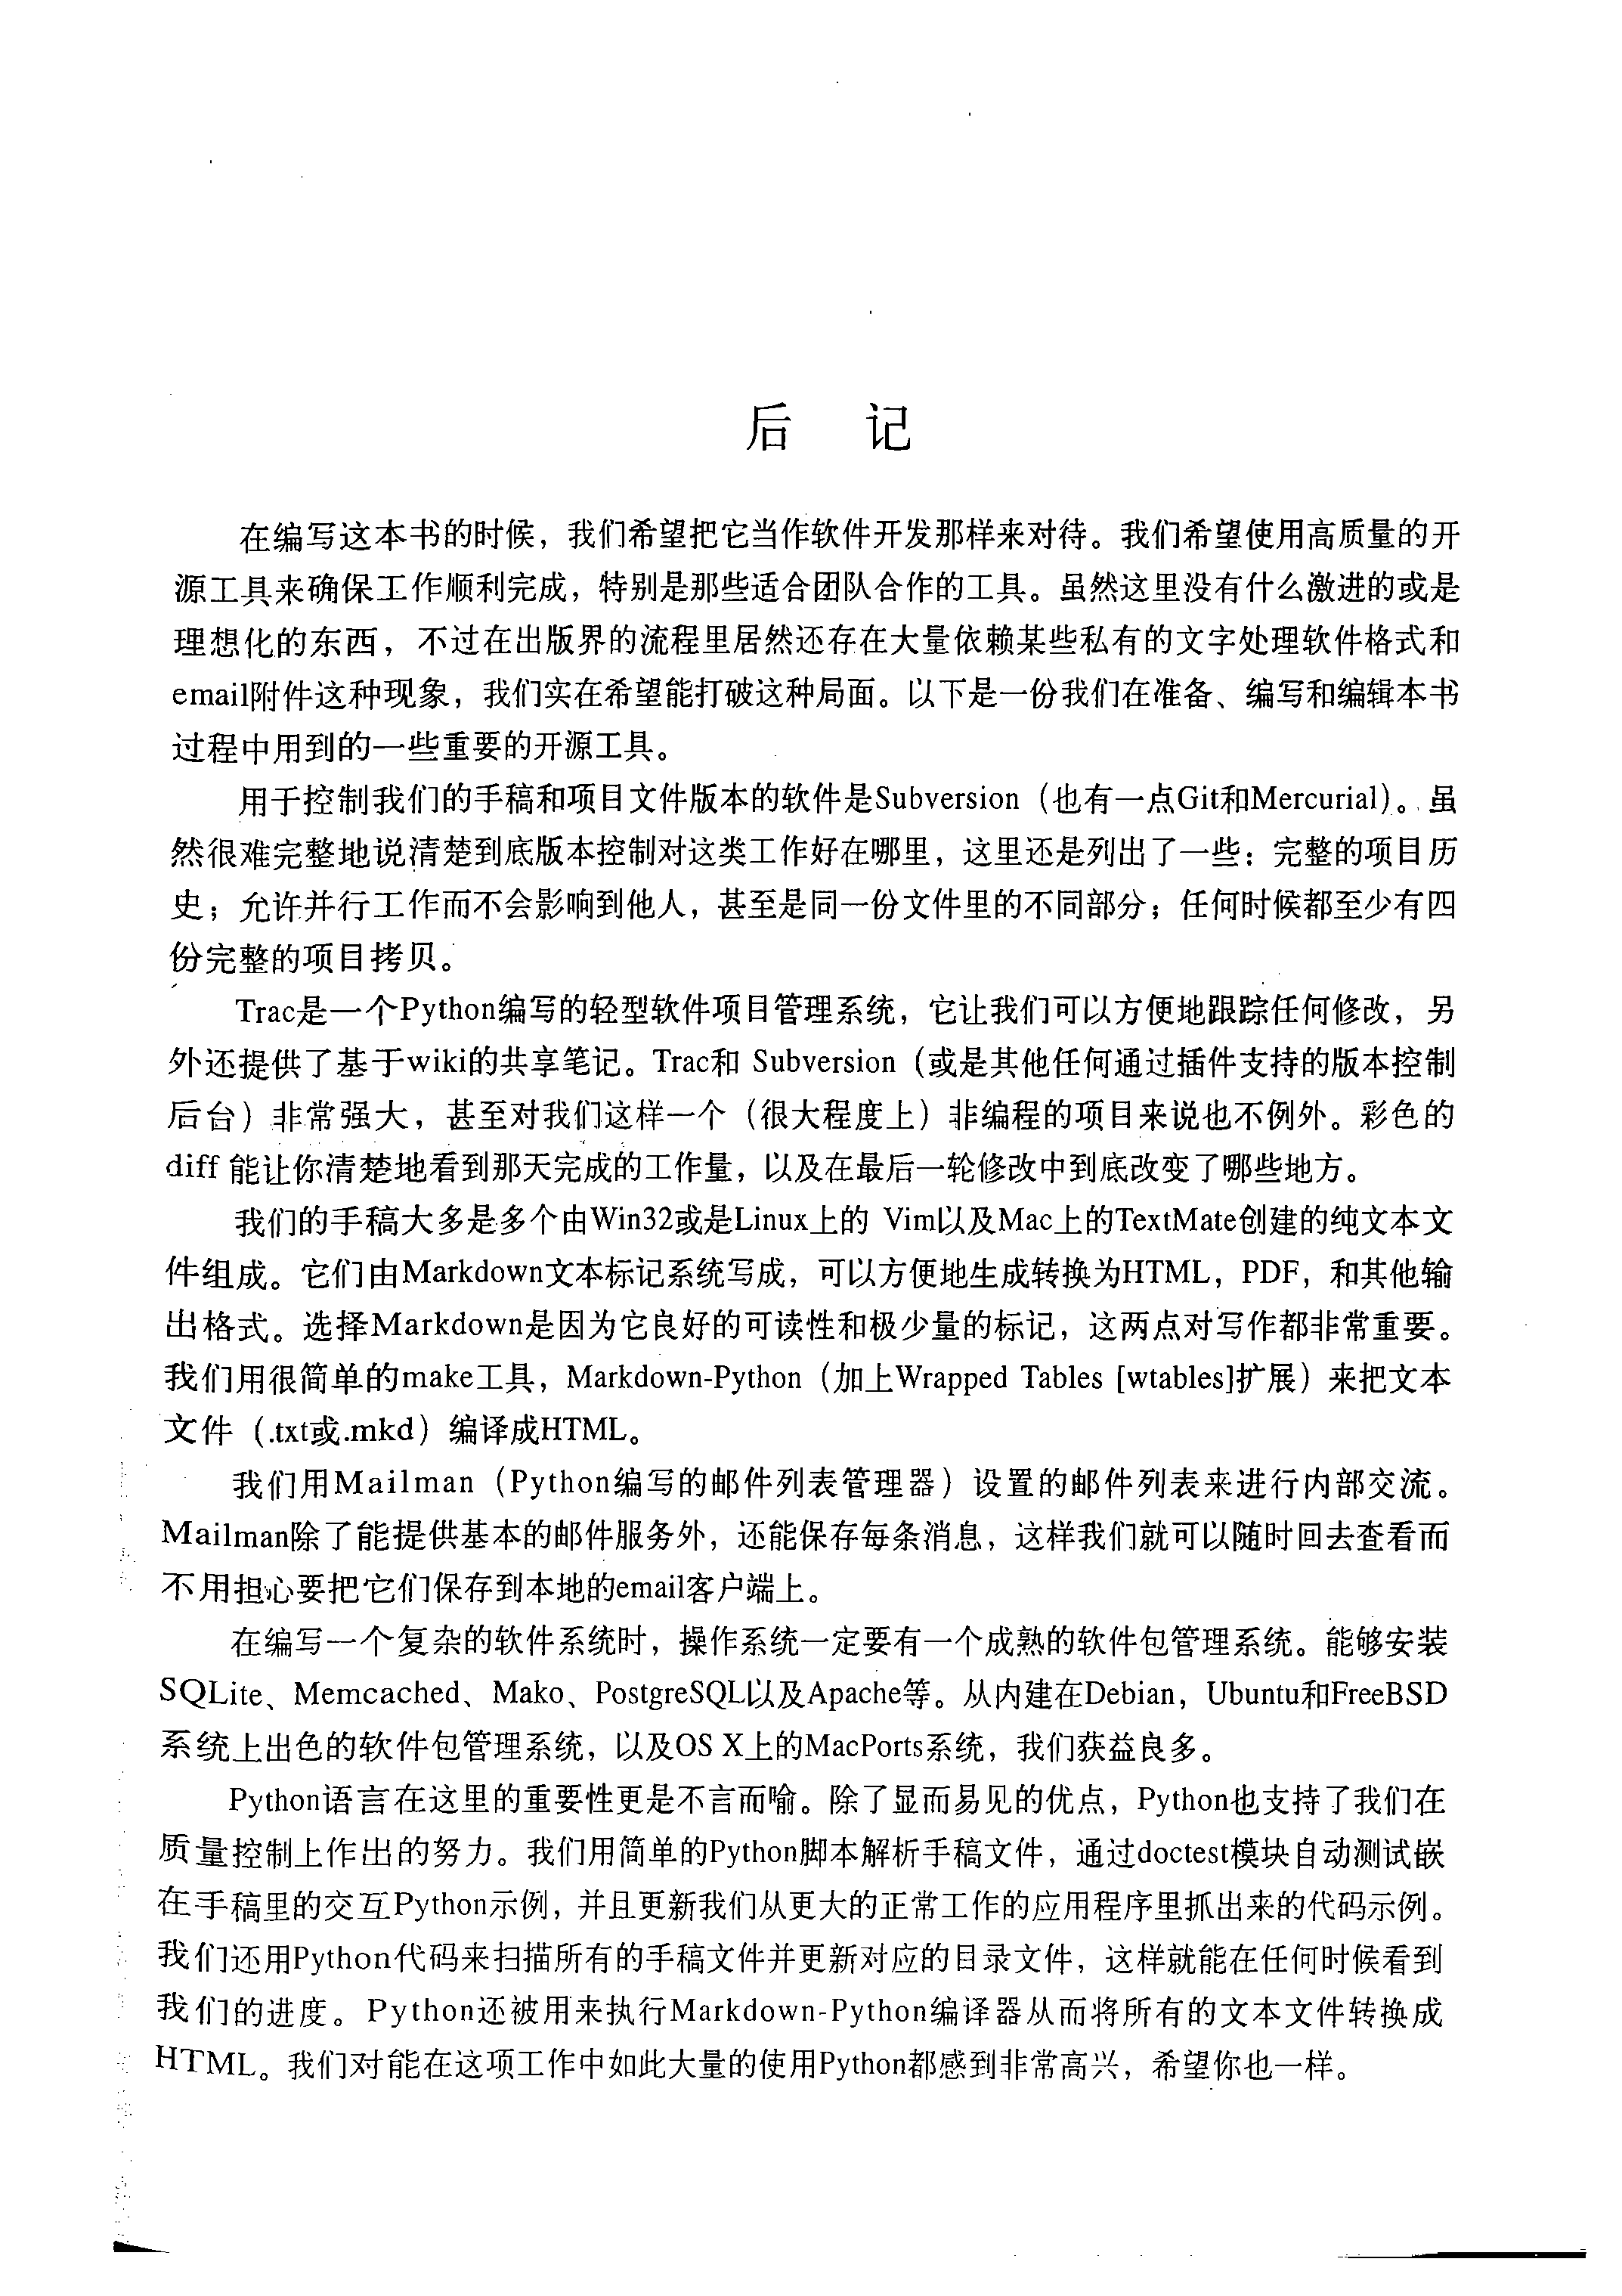 后 记
在编写这本书的时候，我们希望把它当作软件开发那样来对待。我们希望使用高质量的开
源工具来确保工作顺利完成，特别是那些适合团队合作的工具。虽然这里没有什么激进的或是
理想化的东西，不过在出版界的流程里居然还存在大量依赖某些私有的文字处理软件格式和
email附件这种现象，我们实在希望能打破这种局面。以下是一份我们在准备、编写和编辑本书
过程中用到的一些重要的开源工具。
用于控制我们的手稿和项目文件版本的软件是Subversion（也有一点Git和Mercurial）。虽
然很难完整地说清楚到底版本控制对这类工作好在哪里，这里还是列出了一些：完整的项目历
史；允许并行工作而不会影响到他人，甚至是同一份文件里的不同部分；任何时候都至少有四
份完整的项目拷贝。
Trac是一个Python编写的轻型软件项目管理系统，它让我们可以方便地跟踪任何修改，另
外还提供了基于wiki的共享笔记。Trac和 Subversion（或是其他任何通过插件支持的版本控制
后台）非常强大，甚至对我们这样一个（很大程度上）非编程的项目来说也不例外。彩色的
diff 能让你清楚地看到那天完成的工作量，以及在最后一轮修改中到底改变了哪些地方。
我们的手稿大多是多个由Win32或是Linux上的 Vim以及Mac上的TextMate创建的纯文本文
件组成。它们由Markdown文本标记系统写成，可以方便地生成转换为HTML，PDF，和其他输
出格式。选择Markdown是因为它良好的可读性和极少量的标记，这两点对写作都非常重要。
我们用很简单的make工具，Markdown-Python（加上Wrapped Tables [wtables]扩展）来把文本
文件（.txt或.mkd）编译成HTML。
我们用Mailman（Python编写的邮件列表管理器）设置的邮件列表来进行内部交流。
Mailman除了能提供基本的邮件服务外，还能保存每条消息，这样我们就可以随时回去查看而
不用担心要把它们保存到本地的email客户端上。
在编写一个复杂的软件系统时，操作系统一定要有一个成熟的软件包管理系统。能够安装
SQLite、Memcached、Mako、PostgreSQL以及Apache等。从内建在Debian，Ubuntu和FreeBSD
系统上出色的软件包管理系统，以及OS X上的MacPorts系统，我们获益良多。
Python语言在这里的重要性更是不言而喻。除了显而易见的优点，Python也支持了我们在
质量控制上作出的努力。我们用简单的Python脚本解析手稿文件，通过doctest模块自动测试嵌
在手稿里的交互Python示例，并且更新我们从更大的正常工作的应用程序里抓出来的代码示例。
我们还用Python代码来扫描所有的手稿文件并更新对应的目录文件，这样就能在任何时候看到
我们的进度。Python还被用来执行Markdown-Python编译器从而将所有的文本文件转换成
HTML。我们对能在这项工作中如此大量的使用Python都感到非常高兴，希望你也一样。